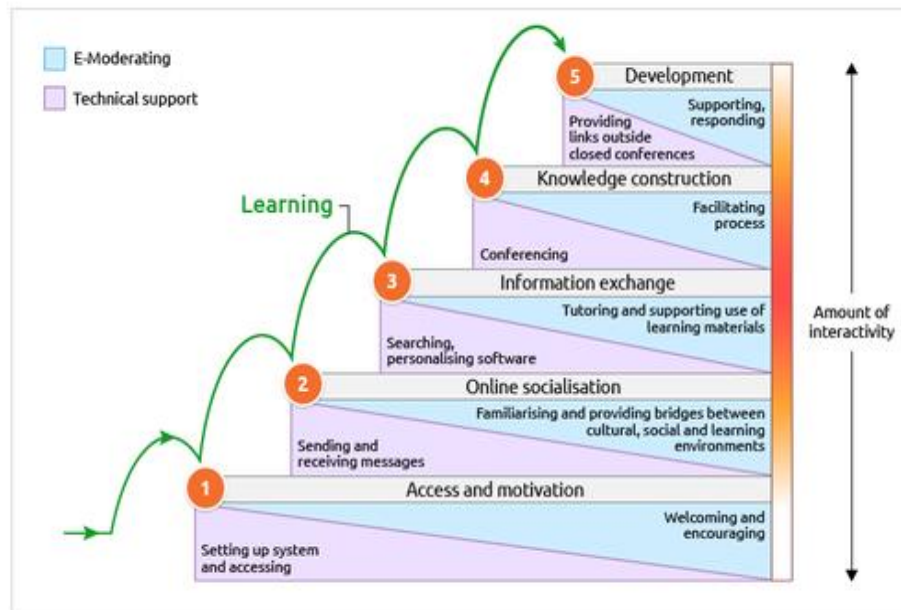 E-Moderating
Technical support
Learning
5
Development
Supporting,
responding
Providing
links outside
closed conferences
4
Knowledge construction
Facilitating
process
Conferencing
3
Information exchange
Tutoring and supporting use of
learning materials
Searching,
personalising software
2
Online socialisation
Familiarising and providing bridges between
cultural, social and learning
environments
Sending and
receiving messages
1
Access and motivation
Welcoming and
encouraging
Setting up system
and accessing
Amount of
interactivity